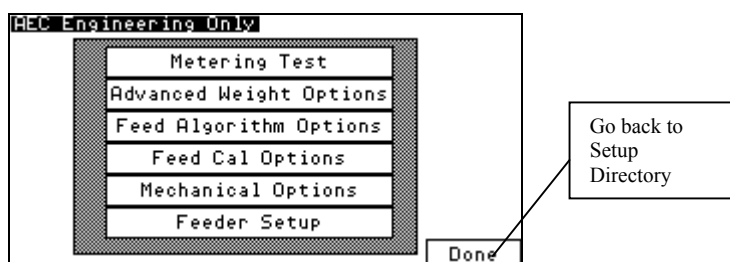 AEC Engineering Only
Metering Test
Advanced Weight Options
Feed Algorithm Options
Feed Cal Options
Mechanical Options
Feeder Setup
Done
Go back to
Setup
Directory